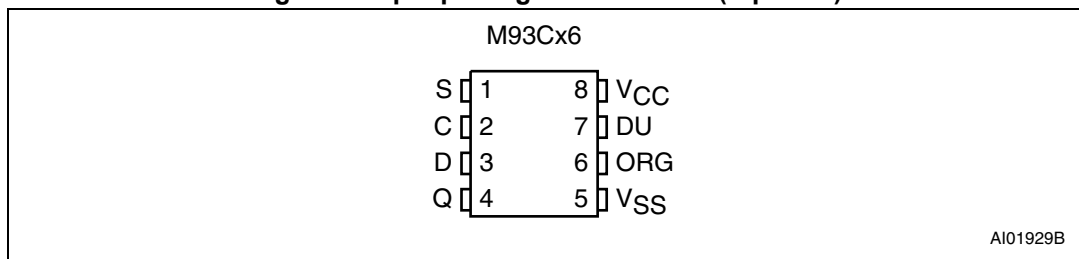 M93Cx6
S 1 8 VCC
C 2 7 DU
D 3 6 ORG
Q 4 5 VSS
AI01929B